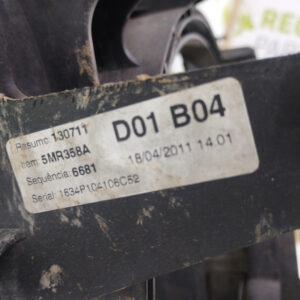 Resumo: 130711
Item: 5MR358A
Sequência: 6681
Serial: 1634P104106C52
D01 B04
18/04/2011 14:01